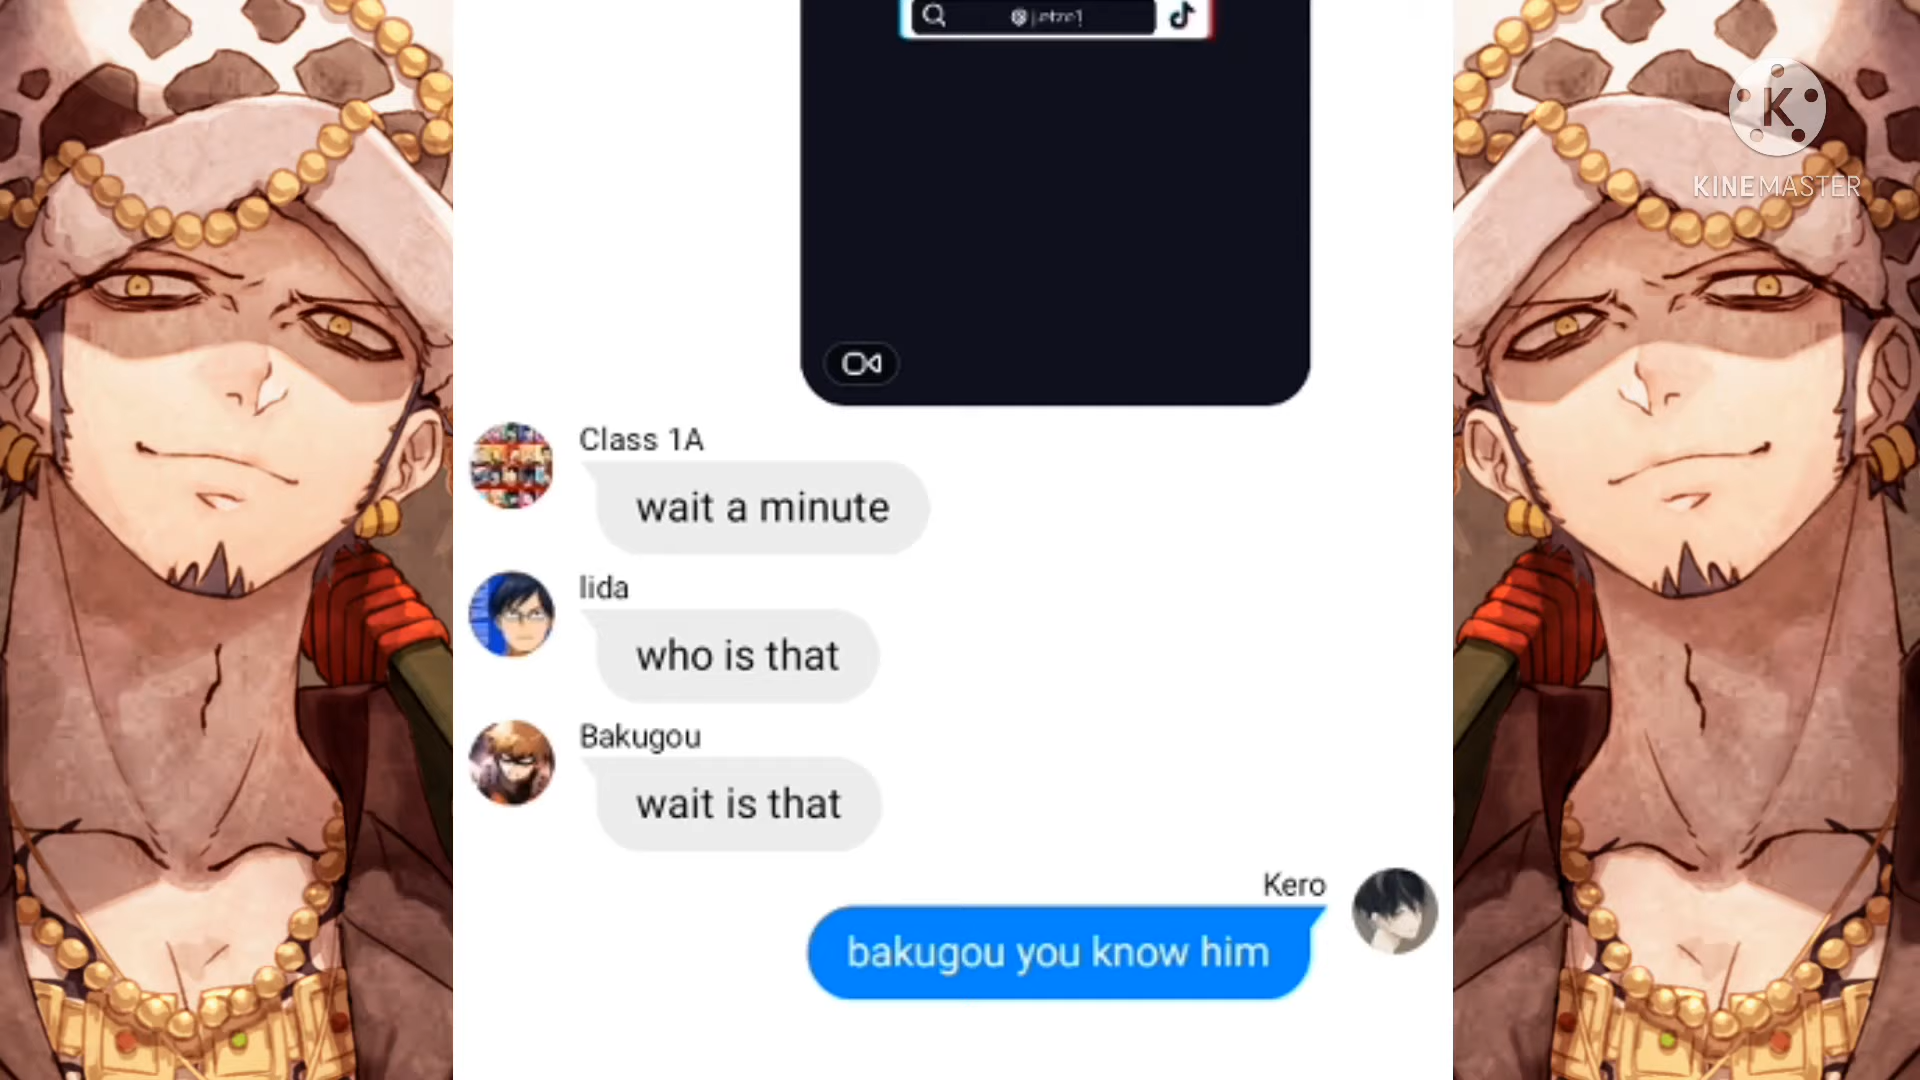 K
KINEMASTER
Class 1A
wait a minute
Iida
who is that
Bakugou
wait is that
Kero
bakugou you know him